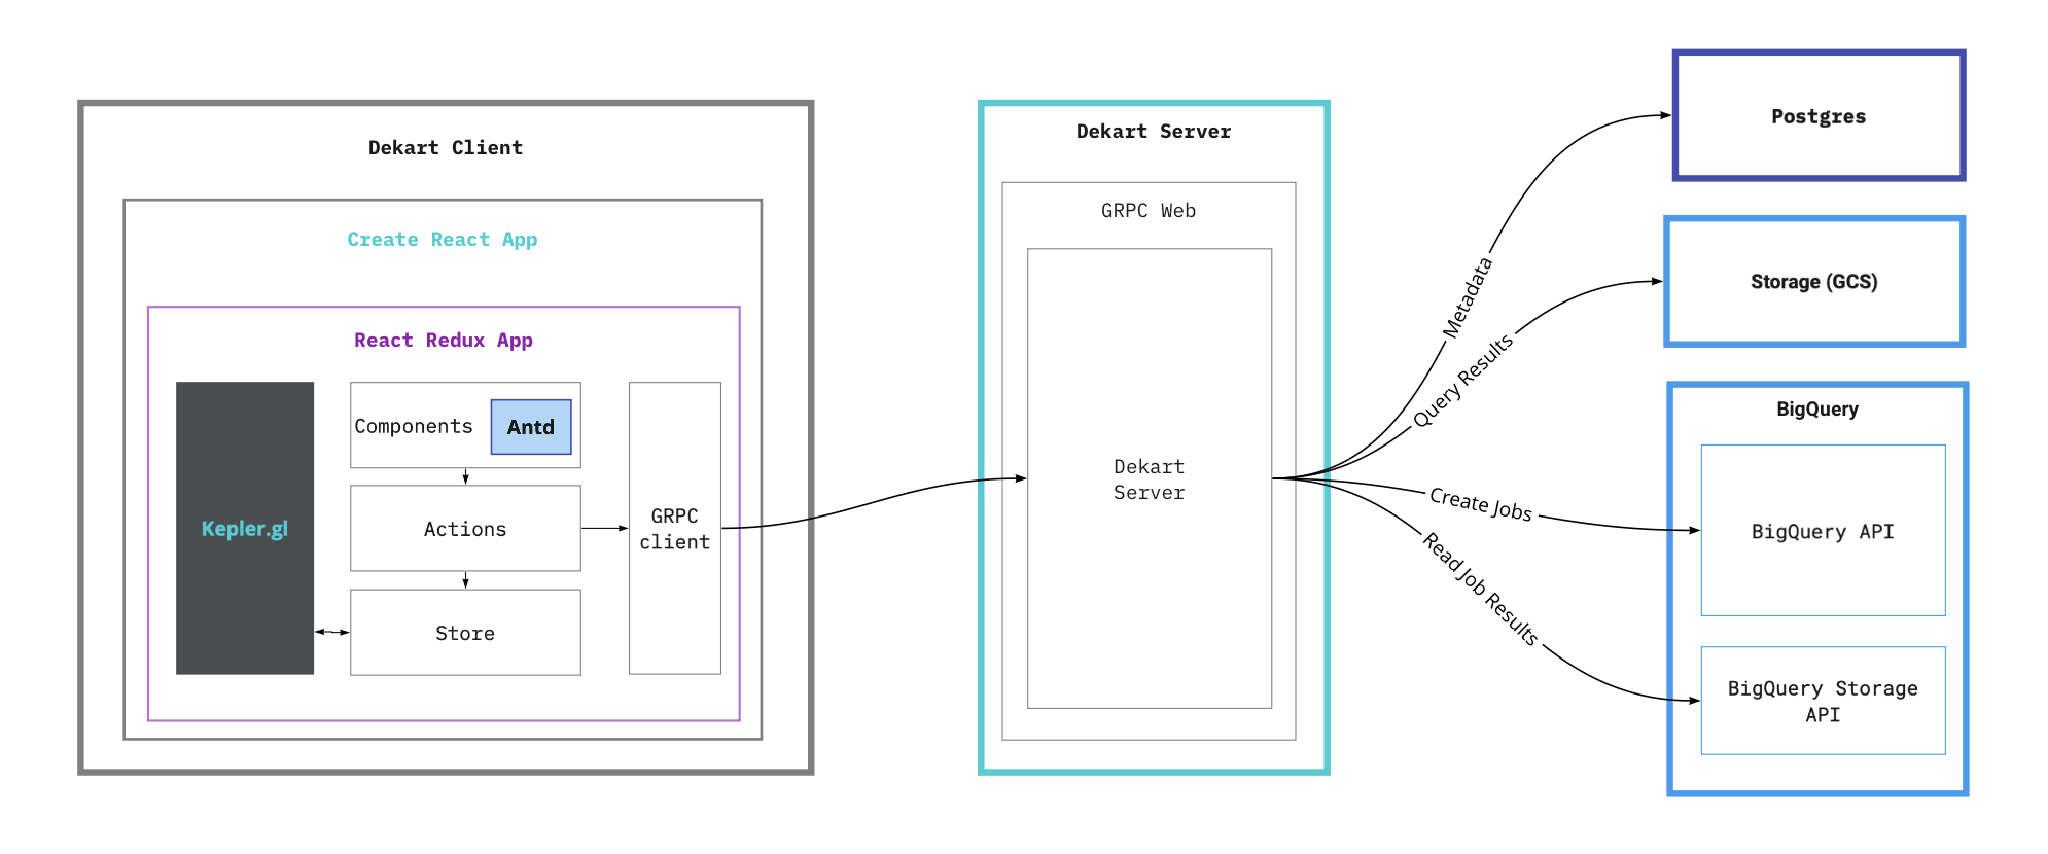 Dekart Client
Create React App
React Redux App
Kepler.gl
Components
Antd
Actions
Store
GRPC
client
Dekart Server
GRPC Web
Dekart
Server
Metadata
Query Results
Create Jobs
Read Job Results
Postgres
Storage (GCS)
BigQuery
BigQuery API
BigQuery Storage
API